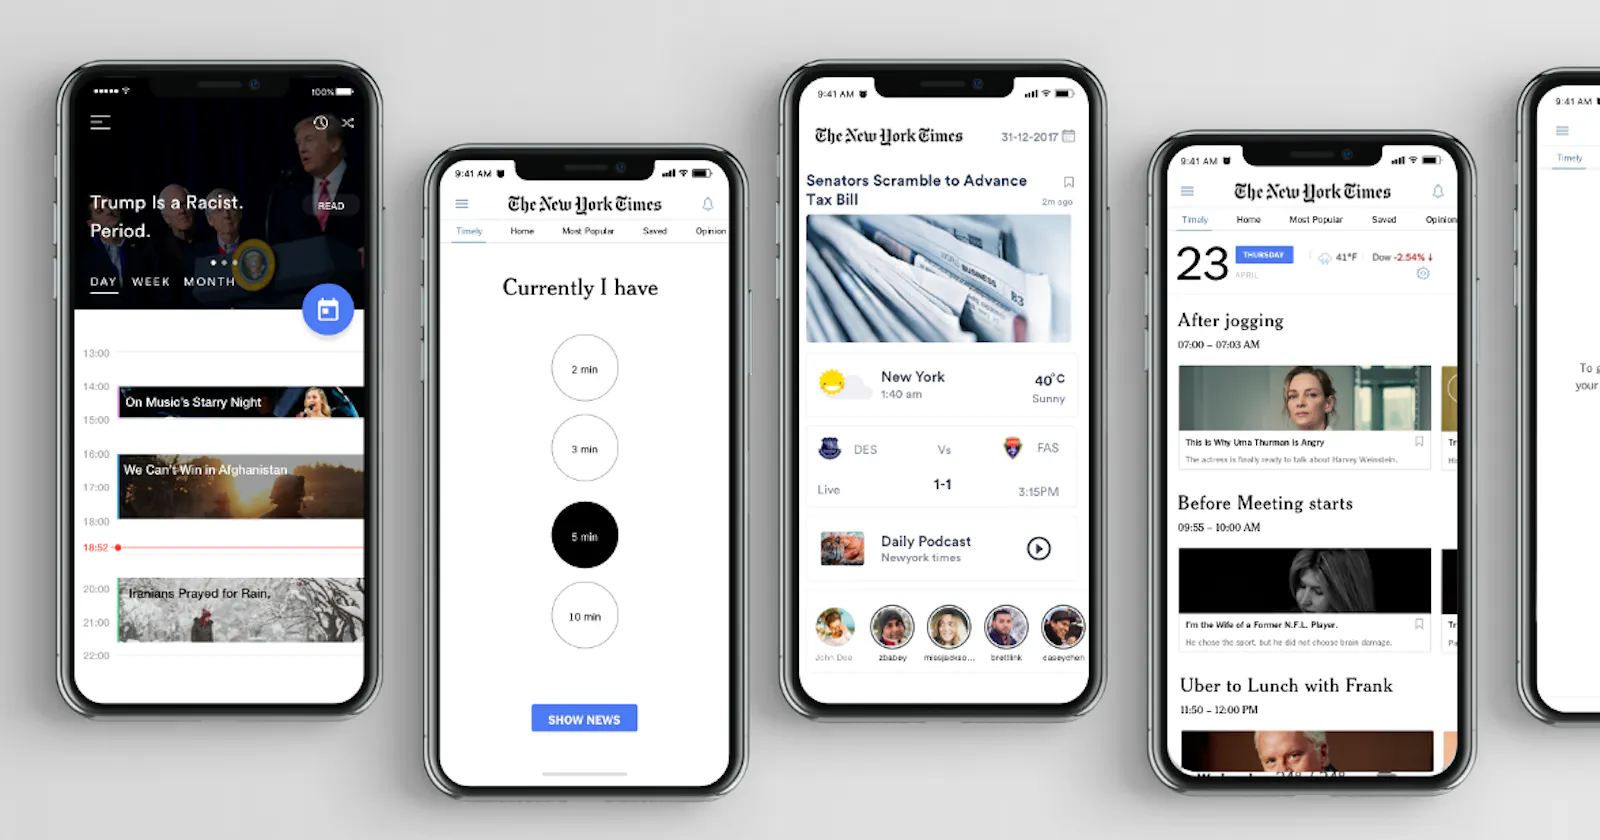 100%
Trump Is a Racist.
Period.
READ
DAY WEEK MONTH
13:00
14:00
On Music's Starry Night
15:00
16:00
We Can't Win in Afghanistan
17:00
18:00
18:52
20:00
Iranians Prayed for Rain,
21:00
22:00
9:41 AM
The New York Times
Timely Home Most Popular Saved Opinion
Currently I have
2 min
3 min
5 min
10 min
SHOW NEWS
9:41 AM
The New York Times 31-12-2017
Senators Scramble to Advance
Tax Bill
2m ago
BUSINESS
83
New York 40°C
1:40 am Sunny
DES Vs FAS
Live 1-1 3:15PM
Daily Podcast
Newyork times
John Doe zbabey missjackso... brettlink caseychen
9:41 AM
The New York Times
Timely Home Most Popular Saved Opinion
23 THURSDAY 41°F Dow -2.54%↓
APRIL
After jogging
07:00 – 07:03 AM
This Is Why Uma Thurman is Angry
The actress is finally ready to talk about Harvey Weinstein.
Before Meeting starts
09:55 – 10:00 AM
I'm the Wife of a Former N.F.L. Player.
He chose the sport, but he did not choose brain damage.
Uber to Lunch with Frank
11:50 – 12:00 PM
9:41 AM
Timely
To
your